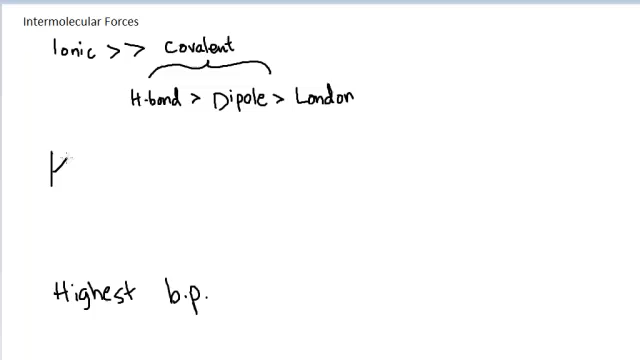 Intermolecular Forces
Ionic >> Covalent
H-bond > Dipole > London
Highest b.p.